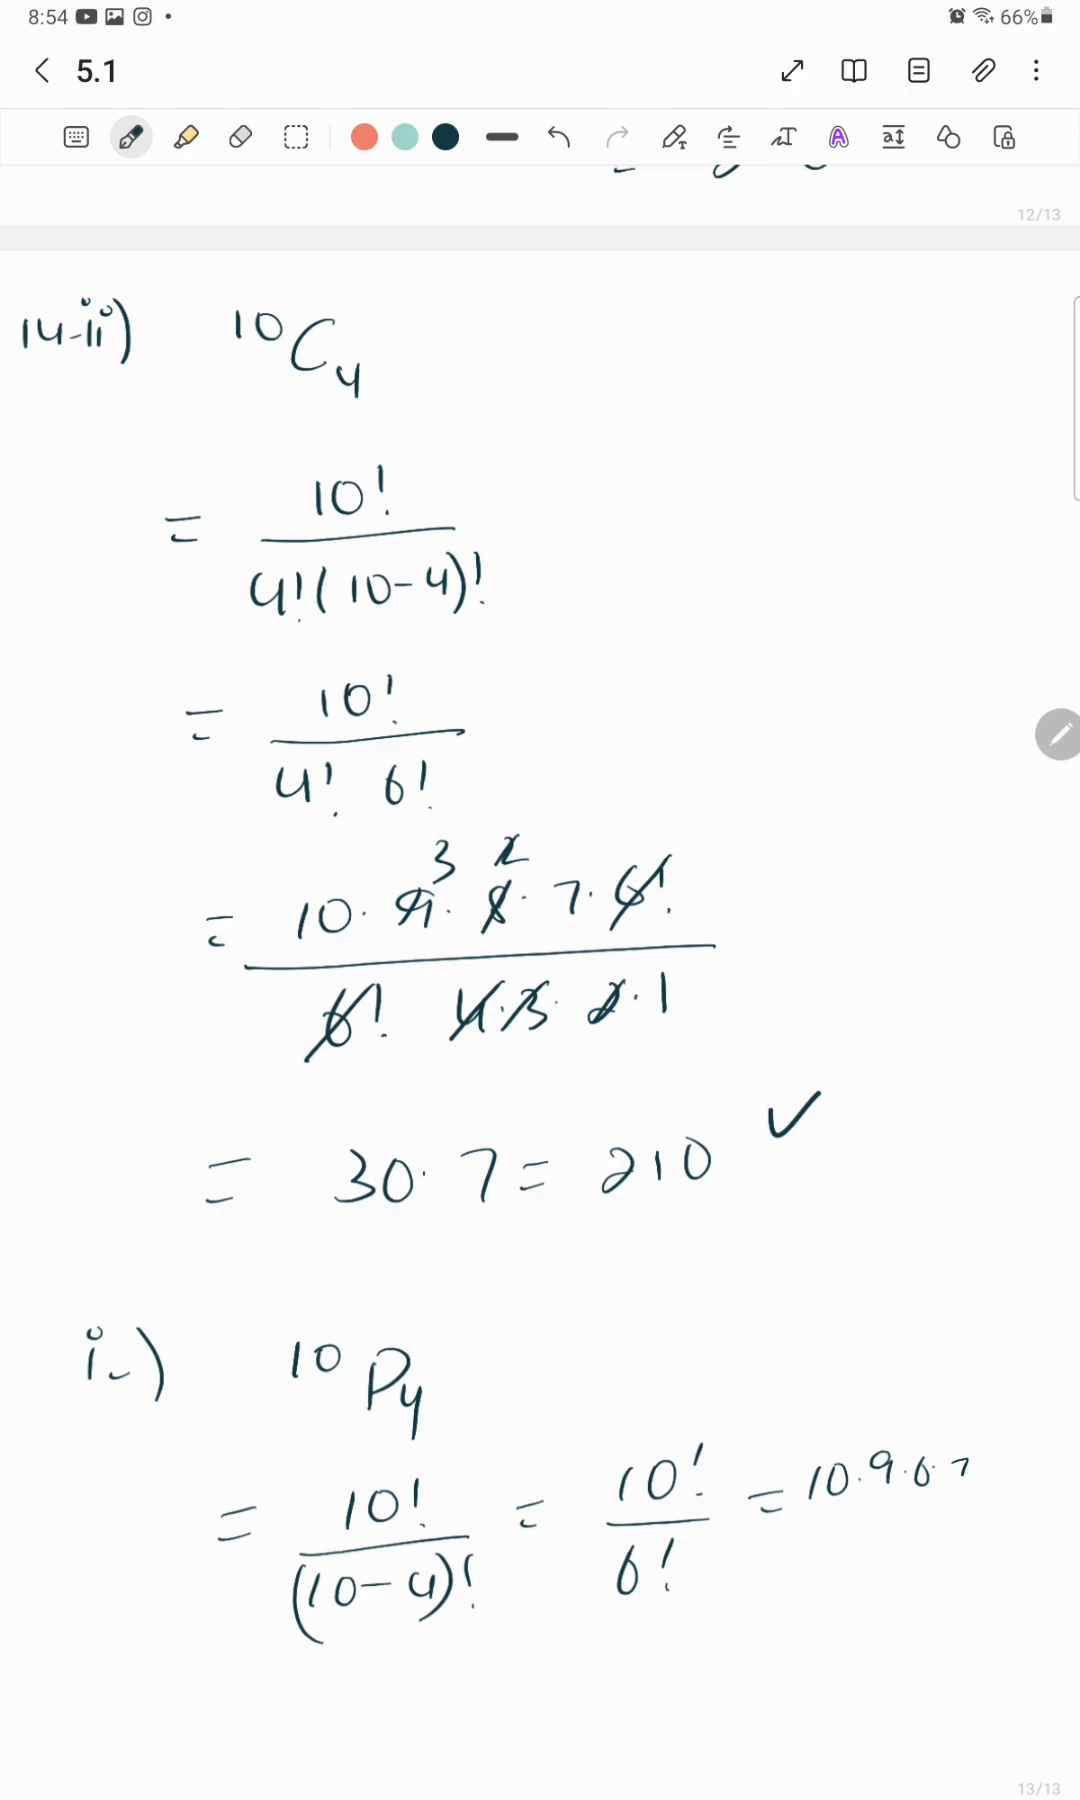 8:54 66%
5.1
12/13
14-ii) ¹⁰C₄
= 10! / 4!(10-4)!
= 10! / 4! 6!
3 2
= 10. 9. 8. 7. 6! / 6! 4.3. 2.1
= 30. 7 = 210 ✓
i-) ¹⁰P₄
= 10! / (10-4)! = 10! / 6! = 10.9.8.7
13/13